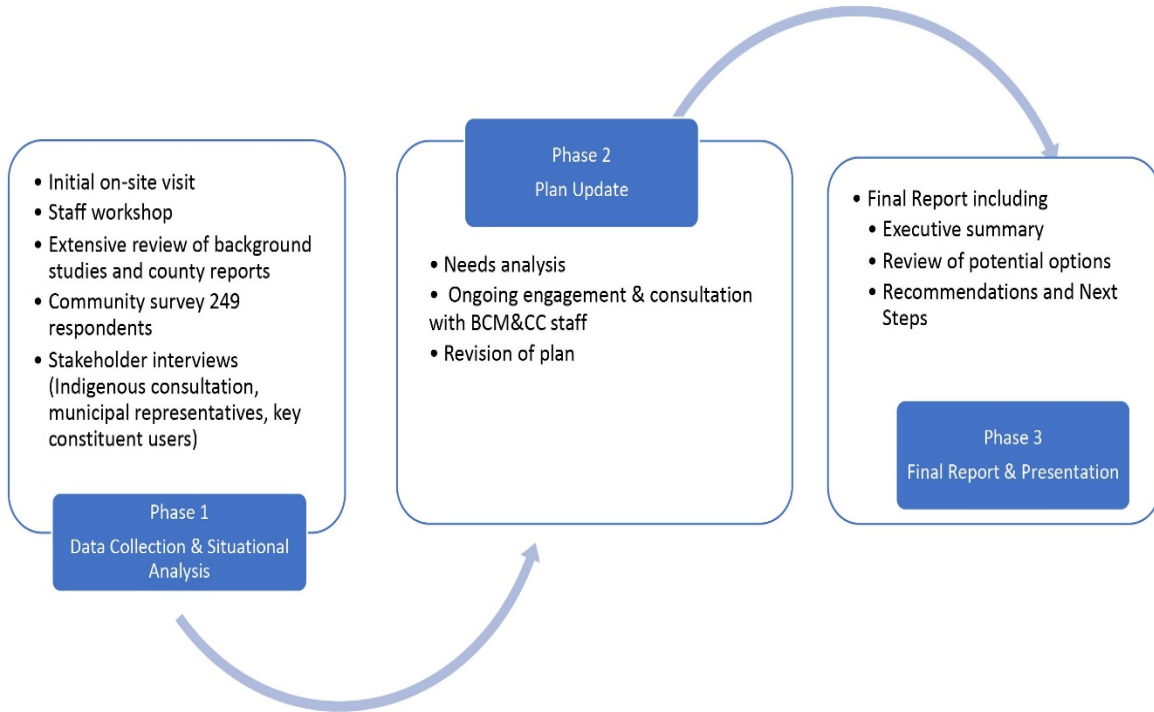 • Initial on-site visit
• Staff workshop
• Extensive review of background
studies and county reports
• Community survey 249
respondents
• Stakeholder interviews
(Indigenous consultation,
municipal representatives, key
constituent users)
Phase 1
Data Collection & Situational
Analysis
Phase 2
Plan Update
• Needs analysis
• Ongoing engagement & consultation
with BCM&CC staff
• Revision of plan
• Final Report including
• Executive summary
• Review of potential options
• Recommendations and Next
Steps
Phase 3
Final Report & Presentation